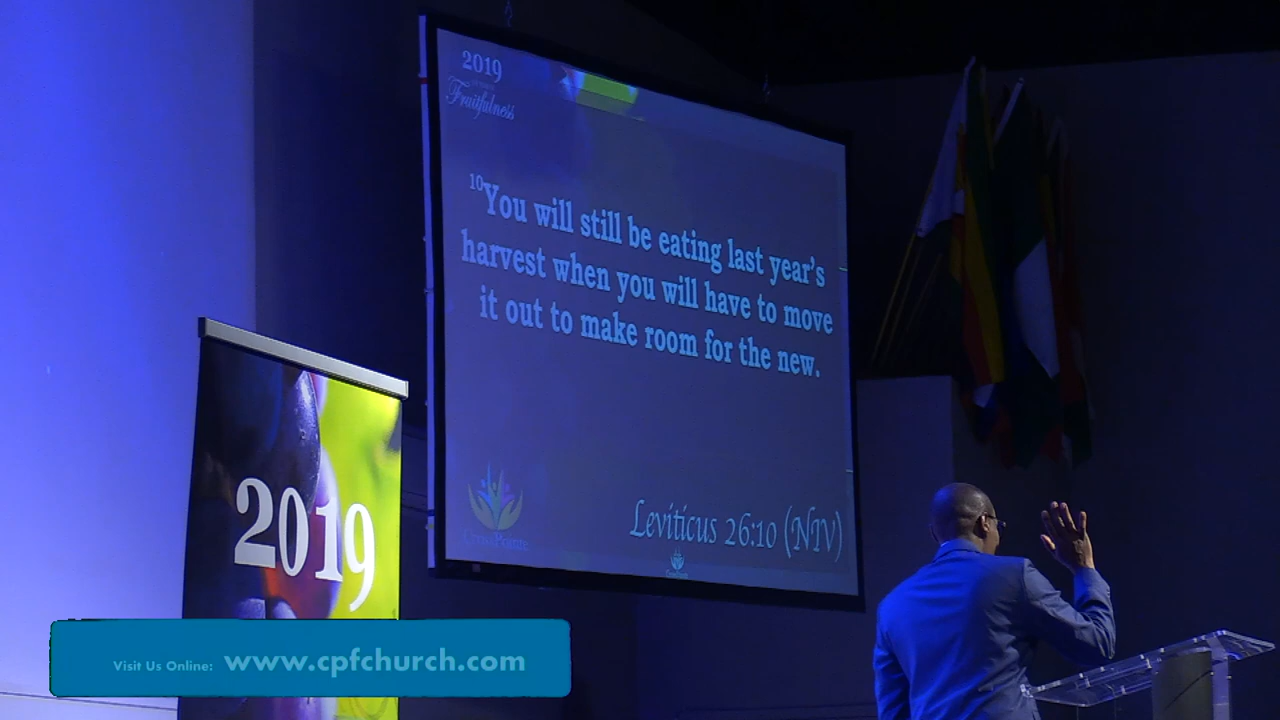 2019
Fruitfulness
¹⁰You will still be eating last year's
harvest when you will have to move
it out to make room for the new.
Leviticus 26:10 (NIV)
CrossPointe
2019
Visit Us Online: www.cpfchurch.com